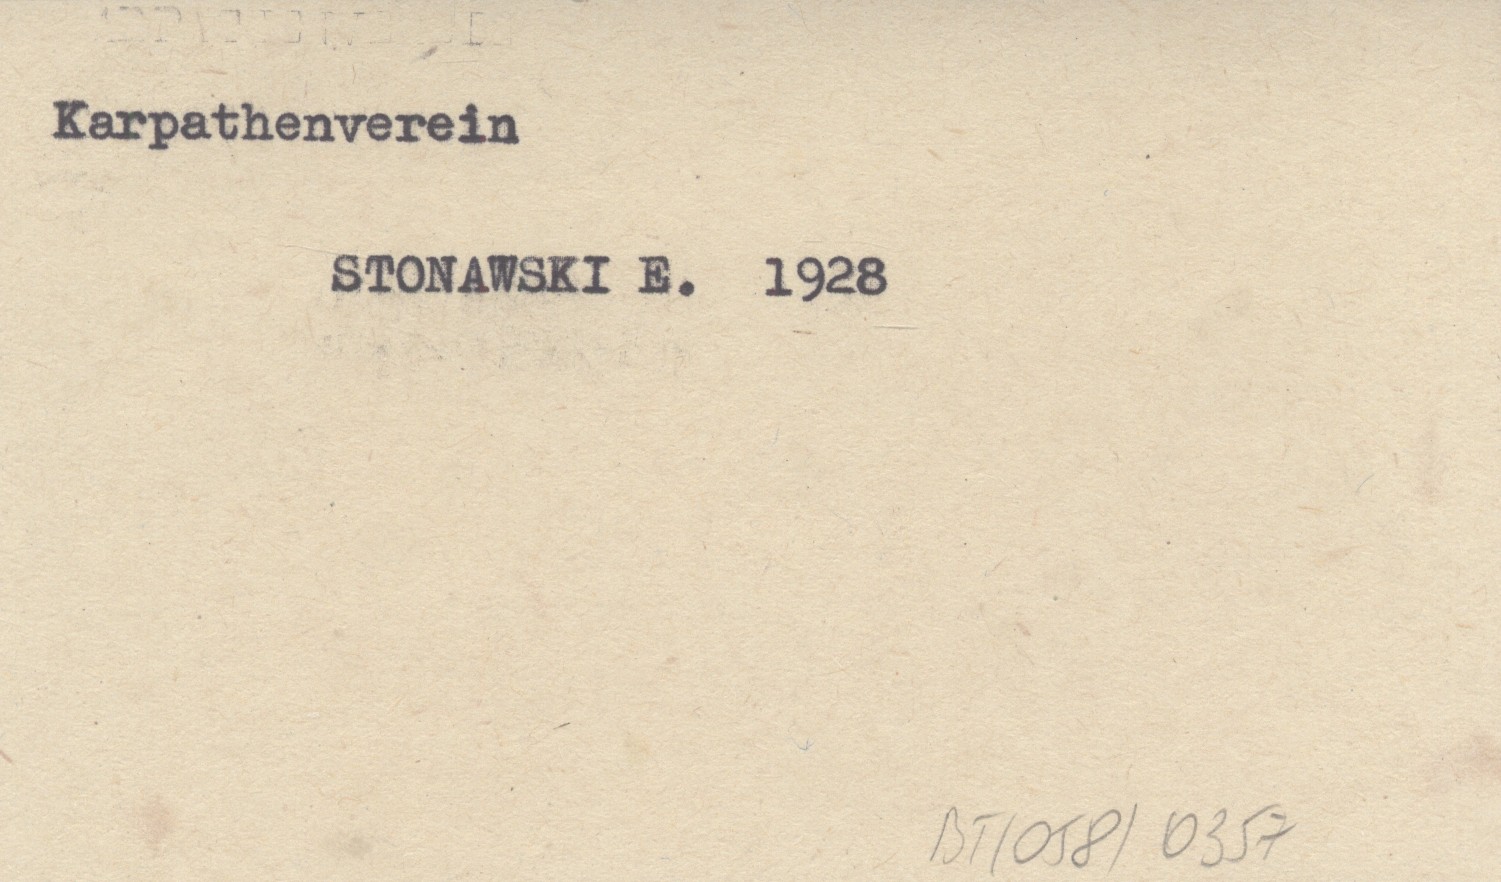 Karpathenverein
STONAWSKI E. 1928
BT/058/ 0357